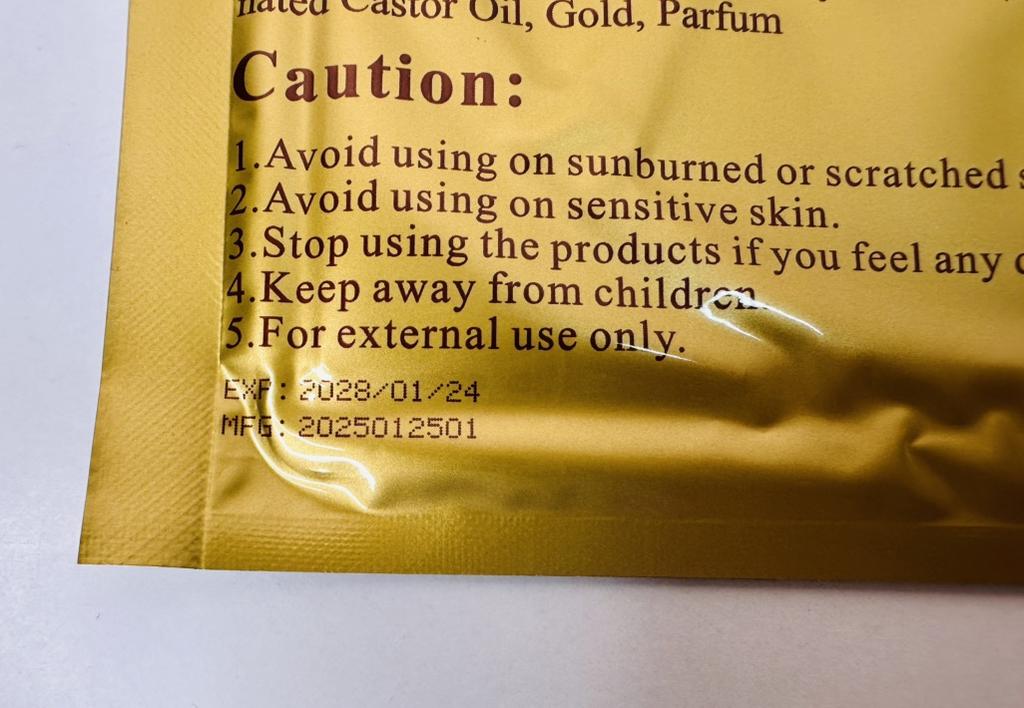 nated Castor Oil, Gold, Parfum
Caution:
1.Avoid using on sunburned or scratched
2.Avoid using on sensitive skin.
3.Stop using the products if you feel any
4.Keep away from children.
5.For external use only.
EXP: 2028/01/24
MFG: 2025012501